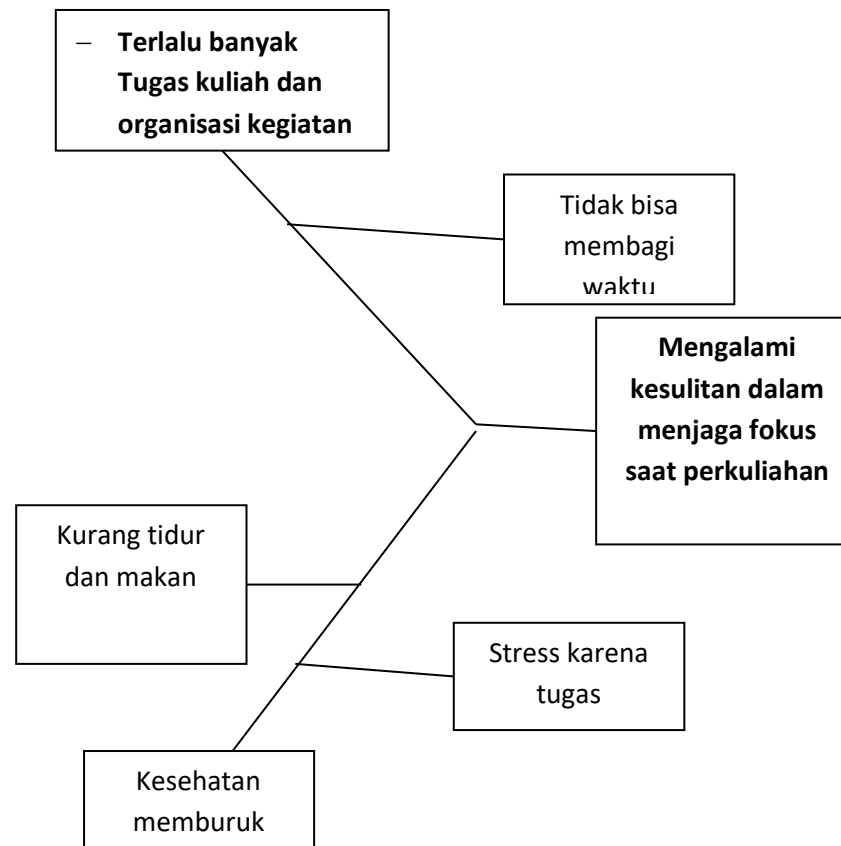 – Terlalu banyak
Tugas kuliah dan
organisasi kegiatan
Tidak bisa
membagi
waktu
Mengalami
kesulitan dalam
menjaga fokus
saat perkuliahan
Kurang tidur
dan makan
Stress karena
tugas
Kesehatan
memburuk